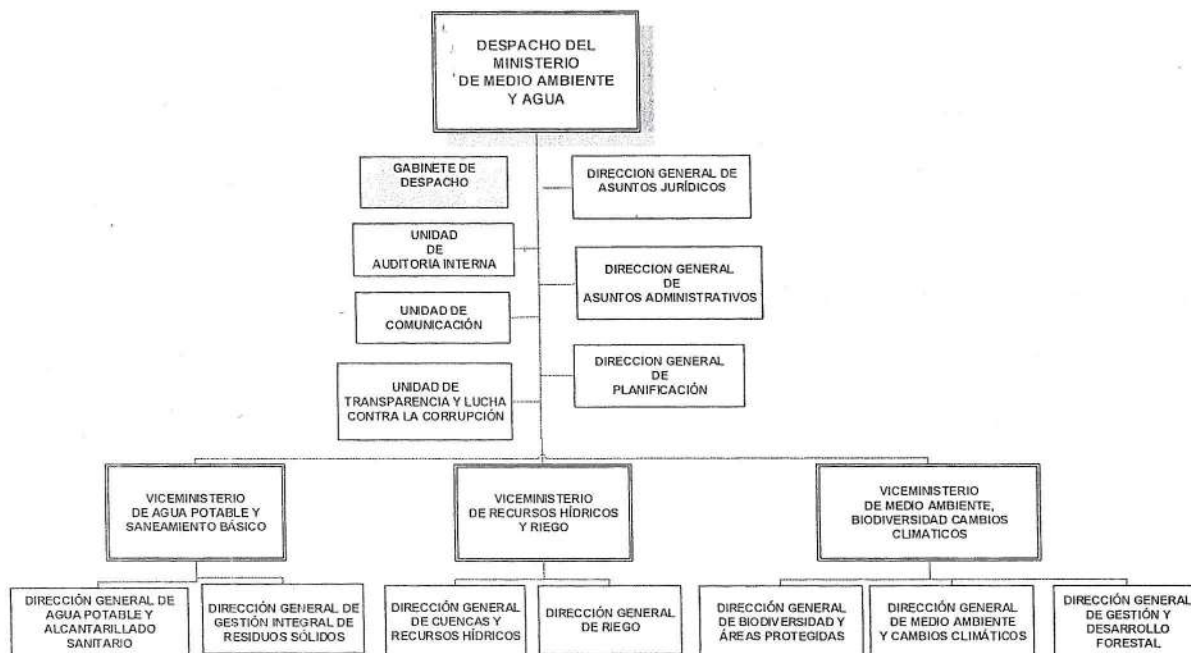 DESPACHO DEL
MINISTERIO
DE MEDIO AMBIENTE
Y AGUA
GABINETE DE
DESPACHO
DIRECCION GENERAL DE
ASUNTOS JURÍDICOS
UNIDAD
DE
AUDITORIA INTERNA
DIRECCION GENERAL
DE
ASUNTOS ADMINISTRATIVOS
UNIDAD DE
COMUNICACIÓN
DIRECCION GENERAL
DE
PLANIFICACIÓN
UNIDAD DE
TRANSPARENCIA Y LUCHA
CONTRA LA CORRUPCIÓN
VICEMINISTERIO
DE AGUA POTABLE Y
SANEAMIENTO BÁSICO
VICEMINISTERIO
DE RECURSOS HÍDRICOS
Y RIEGO
VICEMINISTERIO
DE MEDIO AMBIENTE,
BIODIVERSIDAD CAMBIOS
CLIMATICOS
DIRECCIÓN GENERAL DE
AGUA POTABLE Y
ALCANTARILLADO
SANITARIO
DIRECCIÓN GENERAL DE
GESTIÓN INTEGRAL DE
RESIDUOS SÓLIDOS
DIRECCIÓN GENERAL
DE CUENCAS Y
RECURSOS HÍDRICOS
DIRECCIÓN GENERAL
DE RIEGO
DIRECCIÓN GENERAL
DE BIODIVERSIDAD Y
ÁREAS PROTEGIDAS
DIRECCIÓN GENERAL
DE MEDIO AMBIENTE
Y CAMBIOS CLIMÁTICOS
DIRECCIÓN GENERAL
DE GESTIÓN Y
DESARROLLO
FORESTAL